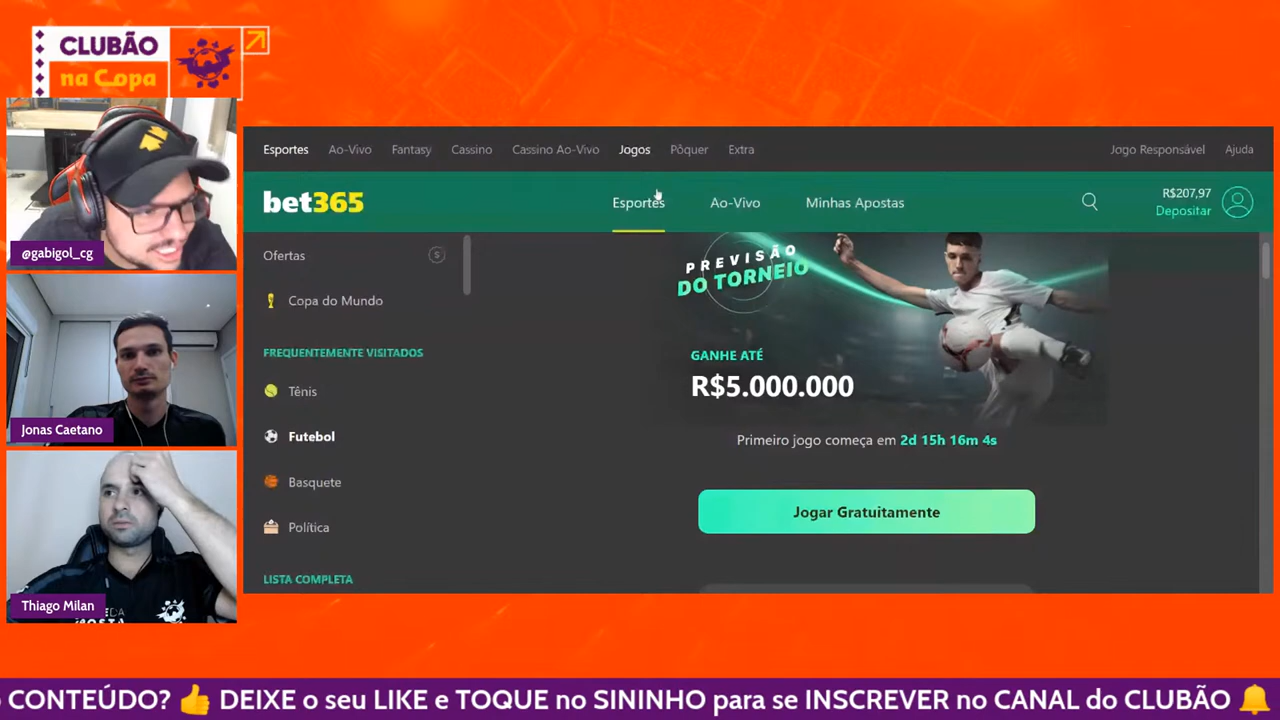 CLUBÃO
na Copa
@gabigol_cg
Jonas Caetano
Thiago Milan
Esportes Ao-Vivo Fantasy Cassino Cassino Ao-Vivo Jogos Pôquer Extra Jogo Responsável Ajuda
bet365 Esportes Ao-Vivo Minhas Apostas R$207,97
Depositar
Ofertas
Copa do Mundo
FREQUENTEMENTE VISITADOS
Tênis
Futebol
Basquete
Política
LISTA COMPLETA
PREVISÃO
DO TORNEIO
GANHE ATÉ
R$5.000.000
Primeiro jogo começa em 2d 15h 16m 4s
Jogar Gratuitamente
CONTEÚDO? 👍 DEIXE o seu LIKE e TOQUE no SININHO para se INSCREVER no CANAL do CLUBÃO 🔔